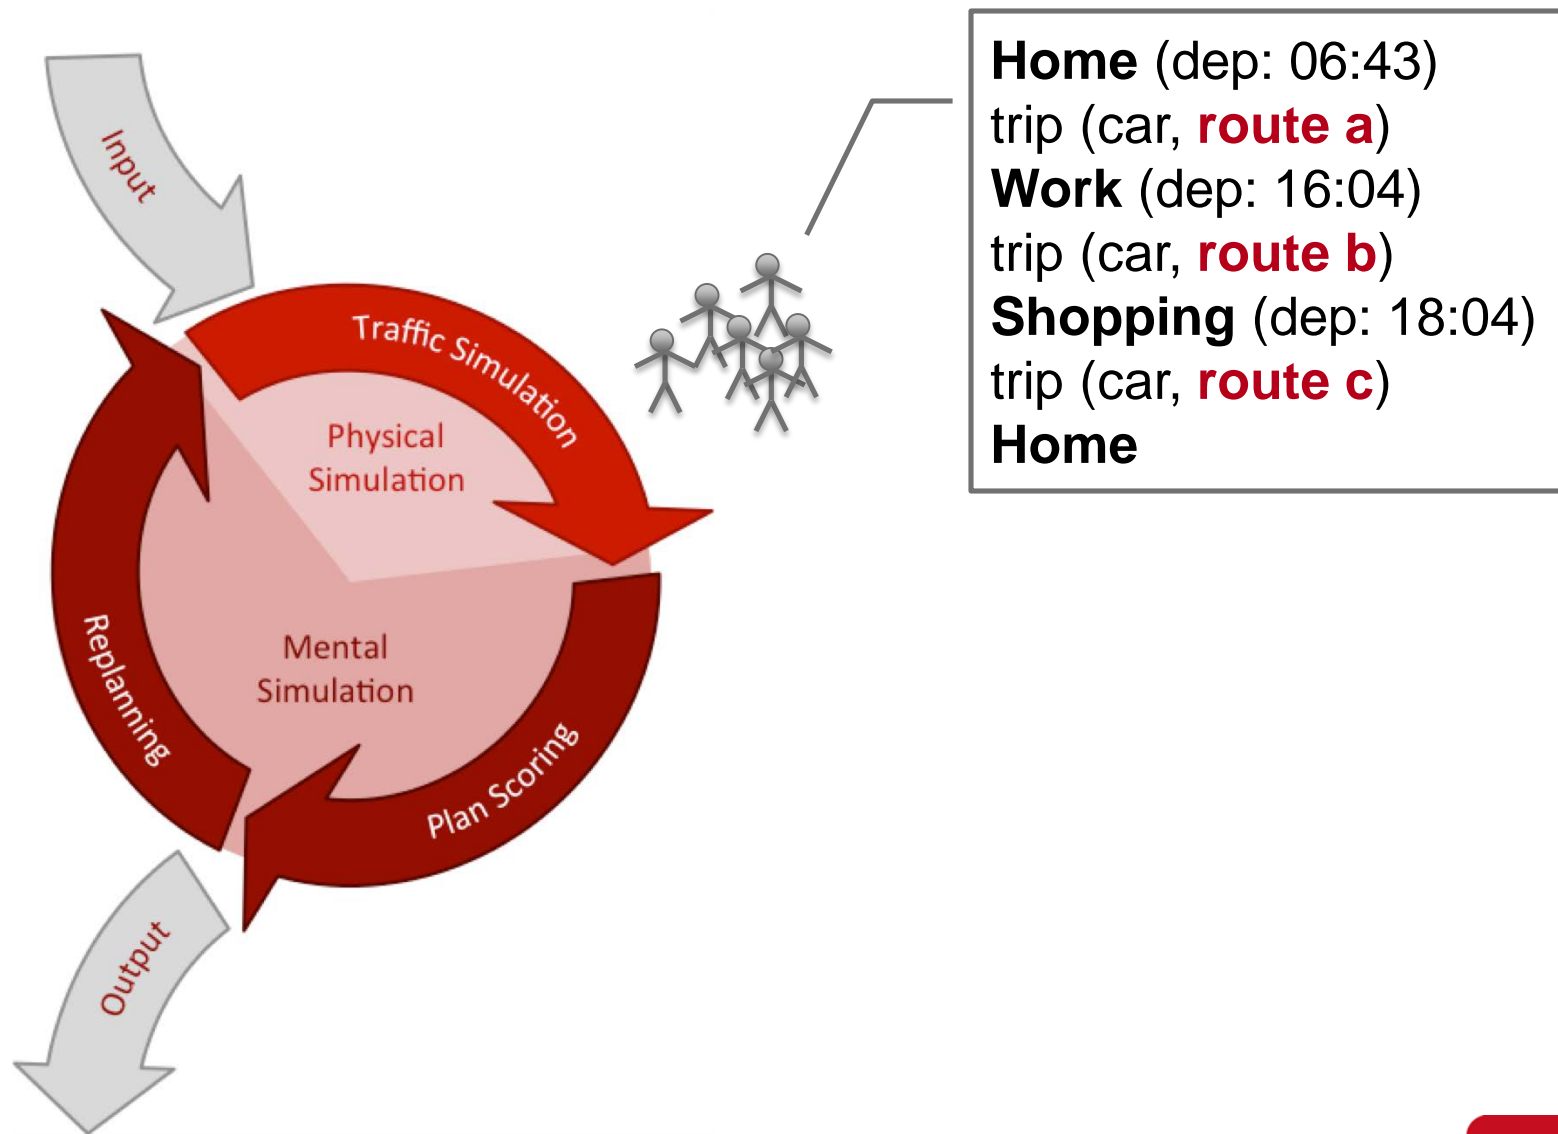 Home (dep: 06:43)
trip (car, route a)
Work (dep: 16:04)
trip (car, route b)
Shopping (dep: 18:04)
trip (car, route c)
Home
Input
Traffic Simulation
Physical
Simulation
Mental
Simulation
Replanning
Plan Scoring
Output